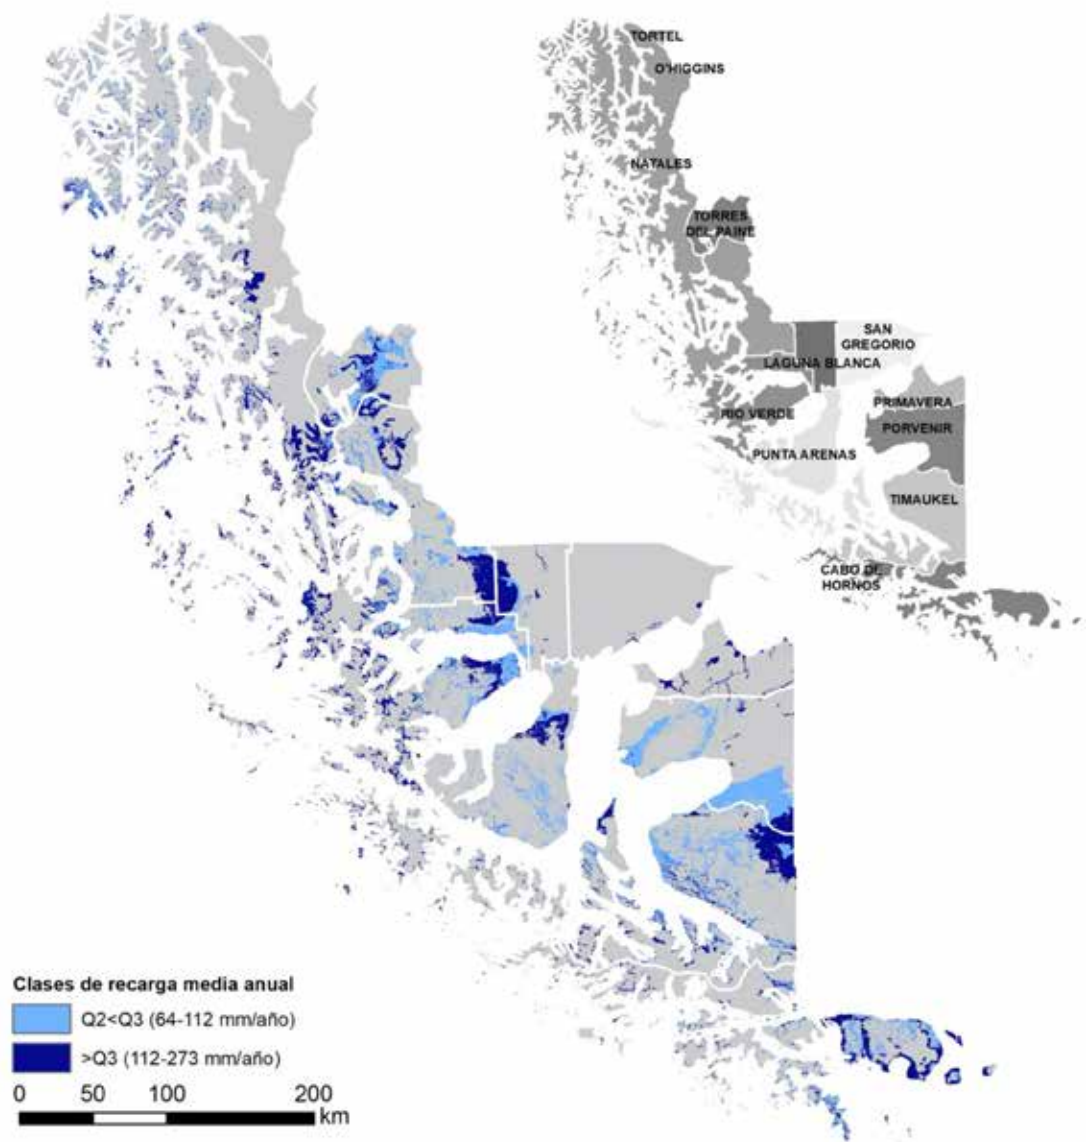 TORTEL
O'HIGGINS
NATALES
TORRES
DEL PAINE
SAN
GREGORIO
LAGUNA BLANCA
PRIMAVERA
RIO VERDE
PORVENIR
PUNTA ARENAS
TIMAUKEL
CABO DE
HORNOS
Clases de recarga media anual
Q2<Q3 (64-112 mm/año)
>Q3 (112-273 mm/año)
0 50 100 200
km